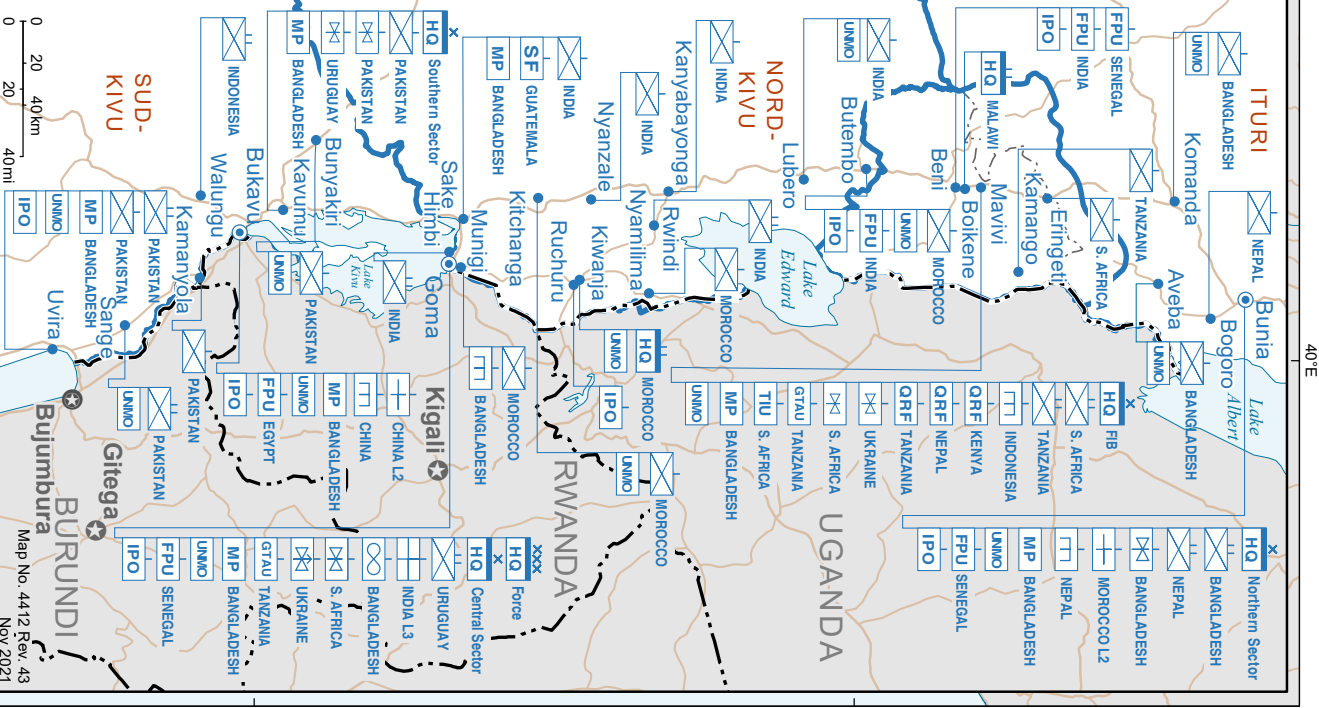 ITURI
UNMO
BANGLADESH
Komanda
NEPAL
Bunia
Bogoro
Lake
Albert
40°E
FPU
SENEGAL
FPU
INDIA
IPO
HQ
MALAWI
TANZANIA
S. AFRICA
Aveba
UNMO
BANGLADESH
Eringeti
Kamango
Mavivi
Boikene
Beni
UNMO
INDIA
Butembo
MOROCCO
UNMO
FPU
INDIA
IPO
Lubero
NORD-
KIVU
INDIA
Kanyabayonga
INDIA
Lake
Edward
INDIA
MOROCCO
Rwindi
Nyamilima
Nyanzale
INDIA
Kiwanja
Ruchuru
Kitchanga
INDIA
SF
GUATEMALA
MP
BANGLADESH
HQ
Southern Sector
PAKISTAN
PAKISTAN
URUGUAY
MP
BANGLADESH
Sake
Himbi
Munigi
Goma
INDONESIA
SUD-
KIVU
Bunyakiri
Kavumu
Bukavu
Walungu
Lake
Kivu
INDIA
PAKISTAN
UNMO
Kamanyola
PAKISTAN
PAKISTAN
PAKISTAN
MP
BANGLADESH
UNMO
IPO
Sange
PAKISTAN
UNMO
Uvira
Bujumbura
Gitega
BURUNDI
HQ
FIB
S. AFRICA
TANZANIA
INDONESIA
QRF
KENYA
QRF
NEPAL
QRF
TANZANIA
UKRAINE
S. AFRICA
GTAU
TANZANIA
TIU
S. AFRICA
MP
BANGLADESH
UNMO
HQ
MOROCCO
UNMO
IPO
MOROCCO
UNMO
MOROCCO
BANGLADESH
CHINA L2
CHINA
MP
BANGLADESH
UNMO
FPU
EGYPT
IPO
Kigali
RWANDA
UGANDA
HQ
Northern Sector
BANGLADESH
NEPAL
BANGLADESH
MOROCCO L2
NEPAL
MP
BANGLADESH
UNMO
FPU
SENEGAL
IPO
HQ
Force
HQ
Central Sector
URUGUAY
INDIA L3
BANGLADESH
S. AFRICA
UKRAINE
GTAU
TANZANIA
MP
BANGLADESH
UNMO
FPU
SENEGAL
IPO
0 20 40 km
0 20 40 mi
Map No. 4412 Rev. 43
Nov 2021